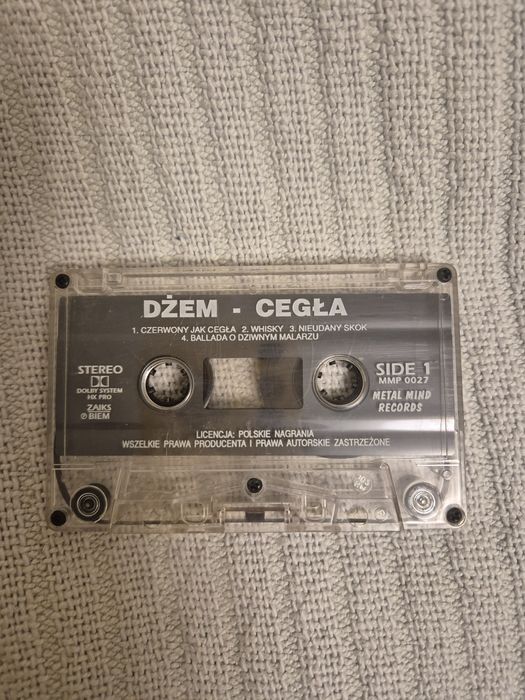 DŻEM - CEGŁA
1. CZERWONY JAK CEGŁA 2. WHISKY 3. NIEUDANY SKOK
4. BALLADA O DZIWNYM MALARZU
STEREO
DOLBY SYSTEM
HX PRO
ZAIKS
℗ BIEM
SIDE 1
MMP 0027
METAL MIND
RECORDS
LICENCJA: POLSKIE NAGRANIA
WSZELKIE PRAWA PRODUCENTA I PRAWA AUTORSKIE ZASTRZEŻONE